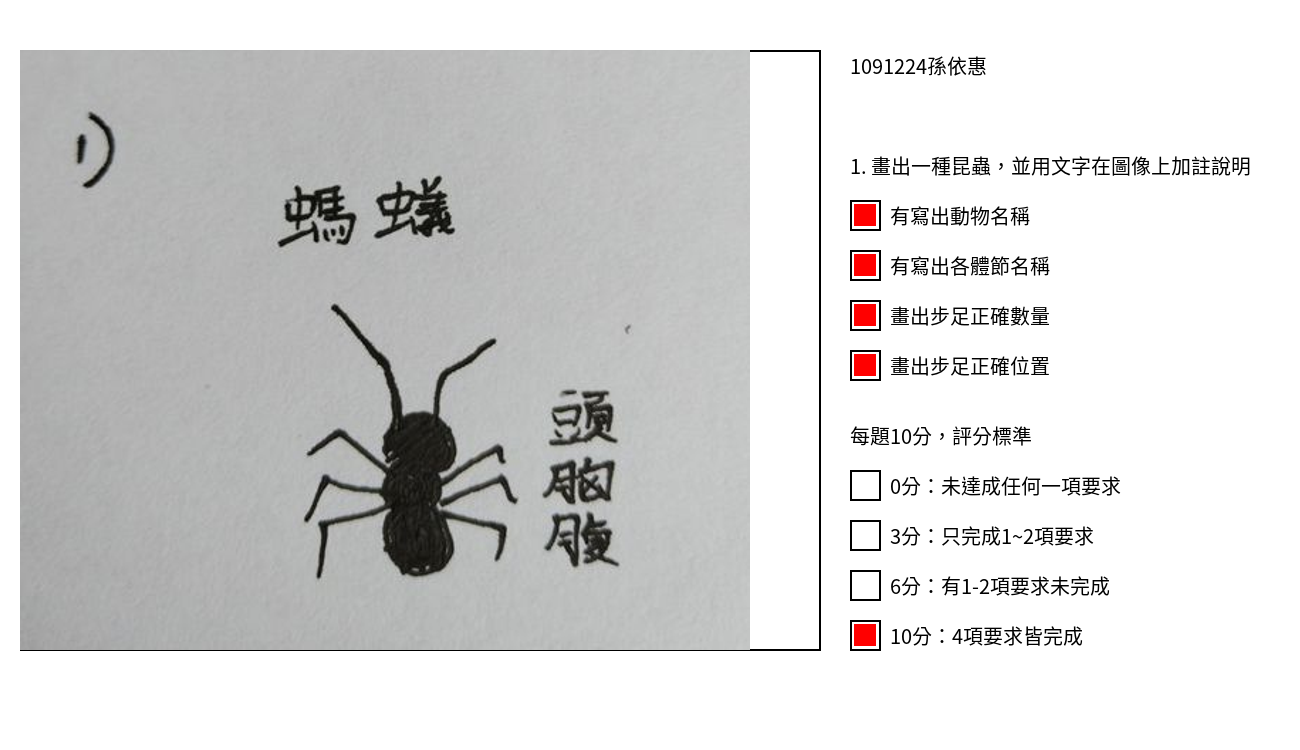 1)
螞蟻
頭
胸
腹
1091224孫依惠
1. 畫出一種昆蟲，並用文字在圖像上加註說明
有寫出動物名稱
有寫出各體節名稱
畫出步足正確數量
畫出步足正確位置
每題10分，評分標準
0分：未達成任何一項要求
3分：只完成1~2項要求
6分：有1-2項要求未完成
10分：4項要求皆完成